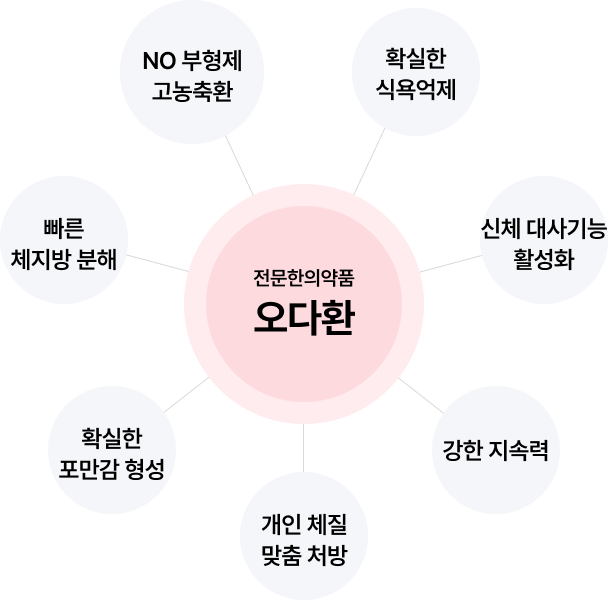 NO 부형제
고농축환
확실한
식욕억제
빠른
체지방 분해
신체 대사기능
활성화
전문한의약품
오다환
확실한
포만감 형성
강한 지속력
개인 체질
맞춤 처방